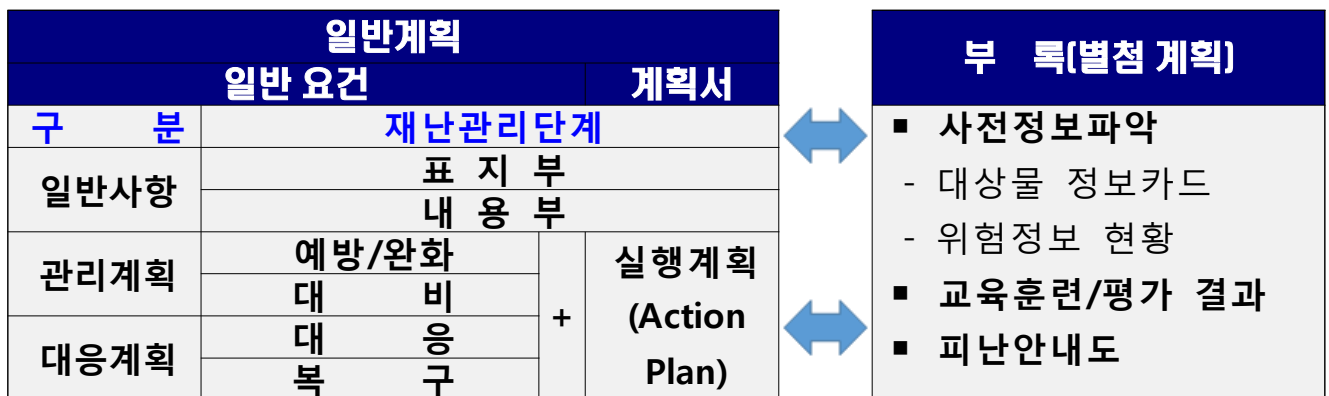 일반계획
일반 요건 계획서
구 분 재난관리단계
일반사항 표 지 부
내 용 부
관리계획 예방/완화
대 비
대응계획 대 응
복 구
+
실행계획
(Action
Plan)
부 록(별첨 계획)
▪ 사전정보파악
- 대상물 정보카드
- 위험정보 현황
▪ 교육훈련/평가 결과
▪ 피난안내도